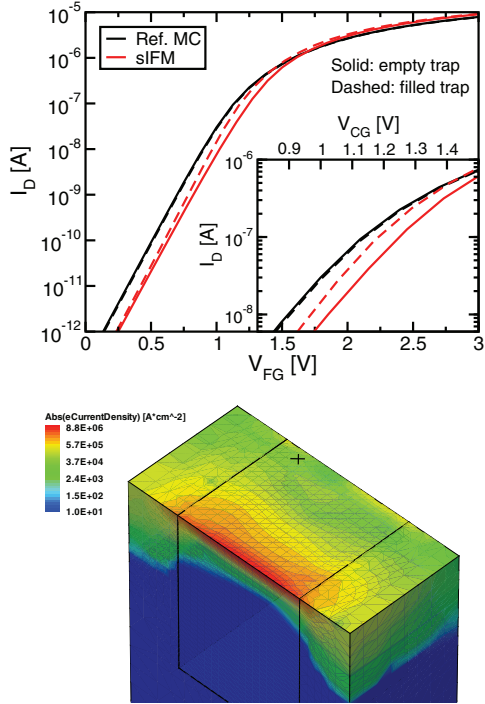 10^-5
10^-6
10^-7
10^-8
10^-9
10^-10
10^-11
10^-12
I_D [A]
Ref. MC
sIFM
Solid: empty trap
Dashed: filled trap
V_CG [V]
0.9 1 1.1 1.2 1.3 1.4
10^-6
10^-7
10^-8
I_D [A]
0 0.5 1 1.5 2 2.5 3
V_FG [V]
Abs(eCurrentDensity) [A*cm^-2]
8.8E+06
5.7E+05
3.7E+04
2.4E+03
1.5E+02
1.0E+01